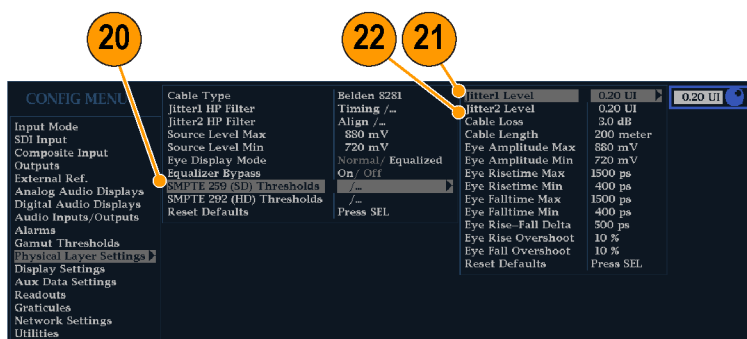 20
22
21
CONFIG MENU
Input Mode
SDI Input
Composite Input
Outputs
External Ref.
Analog Audio Displays
Digital Audio Displays
Audio Inputs/Outputs
Alarms
Gamut Thresholds
Physical Layer Settings
Display Settings
Aux Data Settings
Readouts
Graticules
Network Settings
Utilities
Cable Type Belden 8281
Jitter1 HP Filter Timing /...
Jitter2 HP Filter Align /...
Source Level Max 880 mV
Source Level Min 720 mV
Eye Display Mode Normal/ Equalized
Equalizer Bypass On/ Off
SMPTE 259 (SD) Thresholds /...
SMPTE 292 (HD) Thresholds /...
Reset Defaults Press SEL
Jitter1 Level 0.20 UI
Jitter2 Level 0.20 UI
Cable Loss 3.0 dB
Cable Length 200 meter
Eye Amplitude Max 880 mV
Eye Amplitude Min 720 mV
Eye Risetime Max 1500 ps
Eye Risetime Min 400 ps
Eye Falltime Max 1500 ps
Eye Falltime Min 400 ps
Eye Rise-Fall Delta 500 ps
Eye Rise Overshoot 10 %
Eye Fall Overshoot 10 %
Reset Defaults Press SEL
0.20 UI